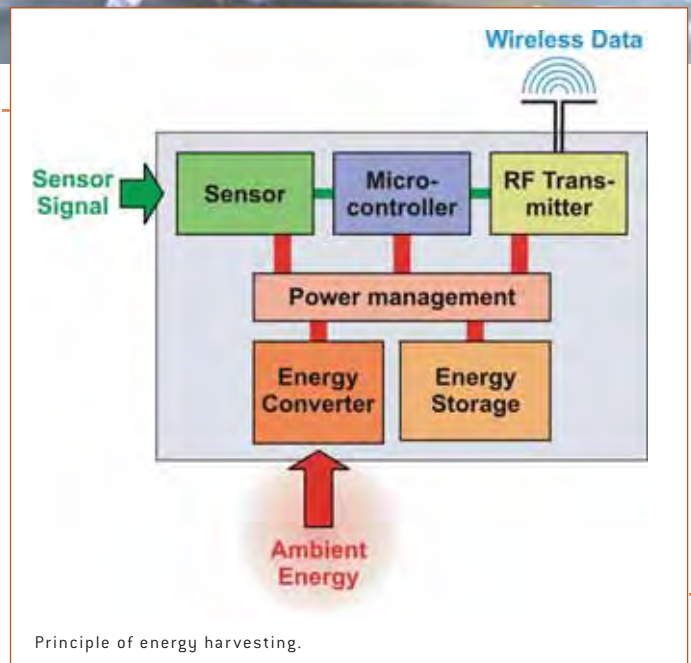 Wireless Data
Sensor
Signal
Sensor
Micro-
controller
RF Trans-
mitter
Power management
Energy
Converter
Energy
Storage
Ambient
Energy
Principle of energy harvesting.